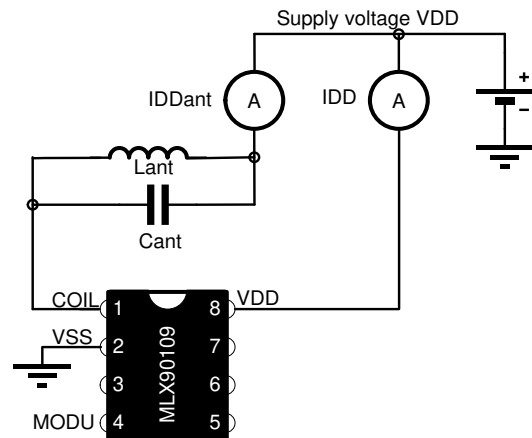 Supply voltage VDD
IDDant
A
IDD
A
+
−
Lant
Cant
COIL
1
8
VDD
VSS
2
7
3
6
MODU
4
5
MLX90109